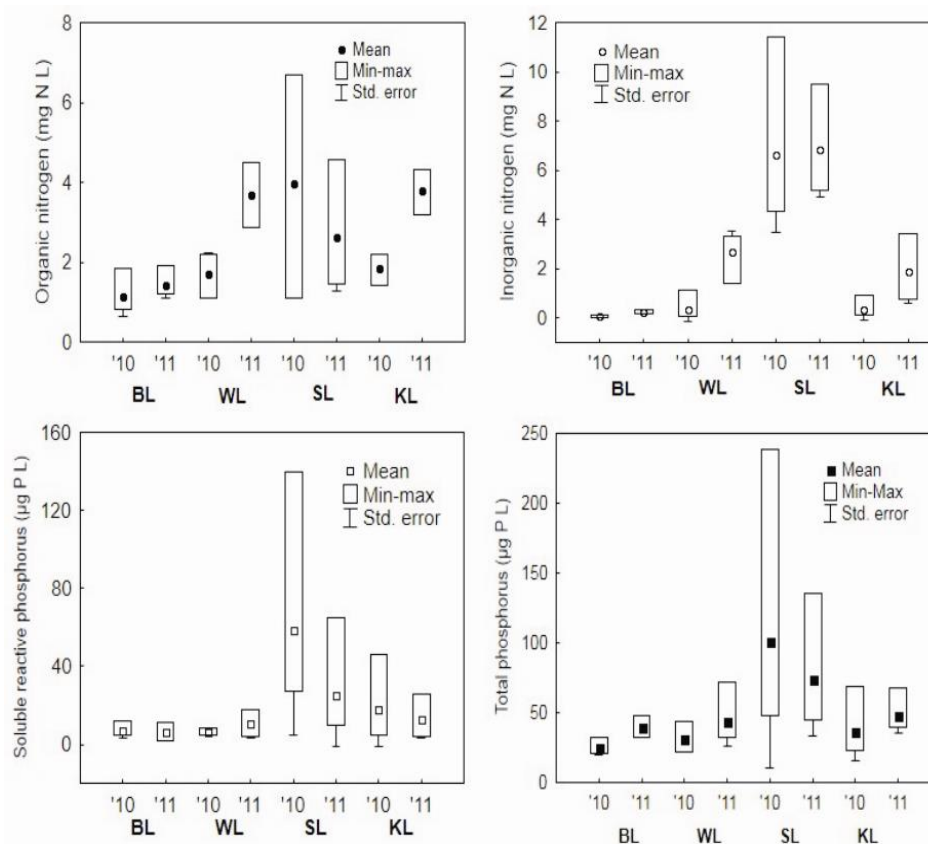 Organic nitrogen (mg N L)
8
6
4
2
0
Mean
Min-max
Std. error
'10 '11 '10 '11 '10 '11 '10 '11
BL WL SL KL
Inorganic nitrogen (mg N L)
12
10
8
6
4
2
0
Mean
Min-max
Std. error
'10 '11 '10 '11 '10 '11 '10 '11
BL WL SL KL
Soluble reactive phosphorus (µg P L)
160
120
80
40
0
Mean
Min-max
Std. error
'10 '11 '10 '11 '10 '11 '10 '11
BL WL SL KL
Total phosphorus (µg P L)
250
200
150
100
50
0
Mean
Min-Max
Std. error
'10 '11 '10 '11 '10 '11 '10 '11
BL WL SL KL